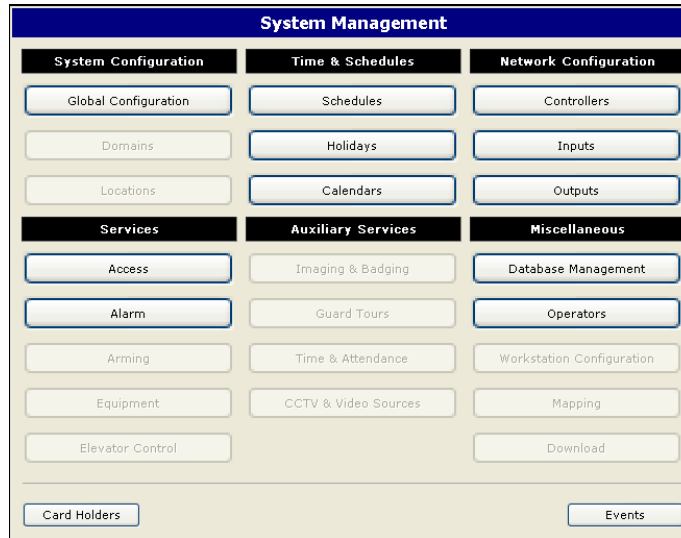 System Management
System Configuration Time & Schedules Network Configuration
Global Configuration Schedules Controllers
Domains Holidays Inputs
Locations Calendars Outputs
Services Auxiliary Services Miscellaneous
Access Imaging & Badging Database Management
Alarm Guard Tours Operators
Arming Time & Attendance Workstation Configuration
Equipment CCTV & Video Sources Mapping
Elevator Control Download
Card Holders Events